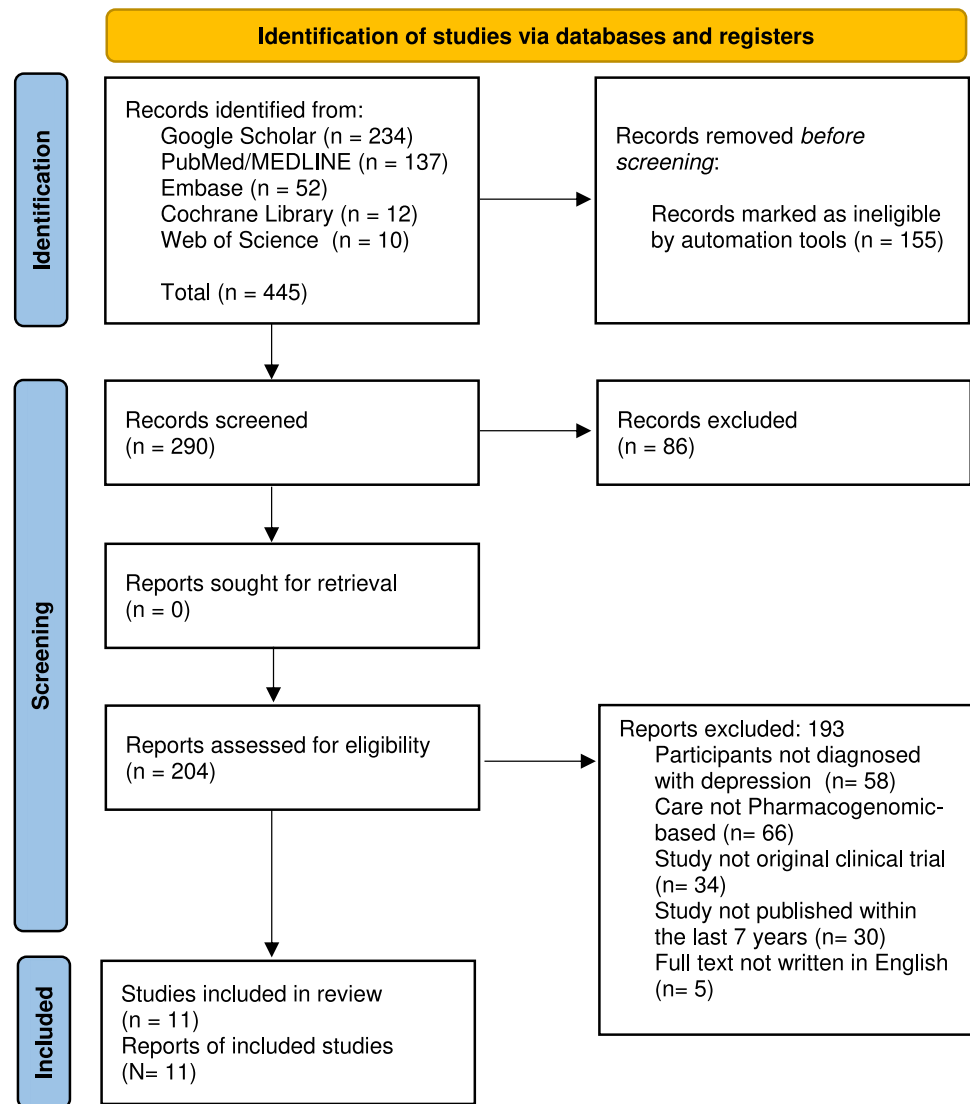 Identification of studies via databases and registers
Identification
Records identified from:
Google Scholar (n = 234)
PubMed/MEDLINE (n = 137)
Embase (n = 52)
Cochrane Library (n = 12)
Web of Science  (n = 10)
Total (n = 445)
Records removed before
screening:
Records marked as ineligible
by automation tools (n = 155)
Screening
Records screened
(n = 290)
Records excluded
(n = 86)
Reports sought for retrieval
(n = 0)
Reports assessed for eligibility
(n = 204)
Reports excluded: 193
Participants not diagnosed
with depression  (n= 58)
Care not Pharmacogenomic-
based (n= 66)
Study not original clinical trial
(n= 34)
Study not published within
the last 7 years (n= 30)
Full text not written in English
(n= 5)
Included
Studies included in review
(n = 11)
Reports of included studies
(N= 11)